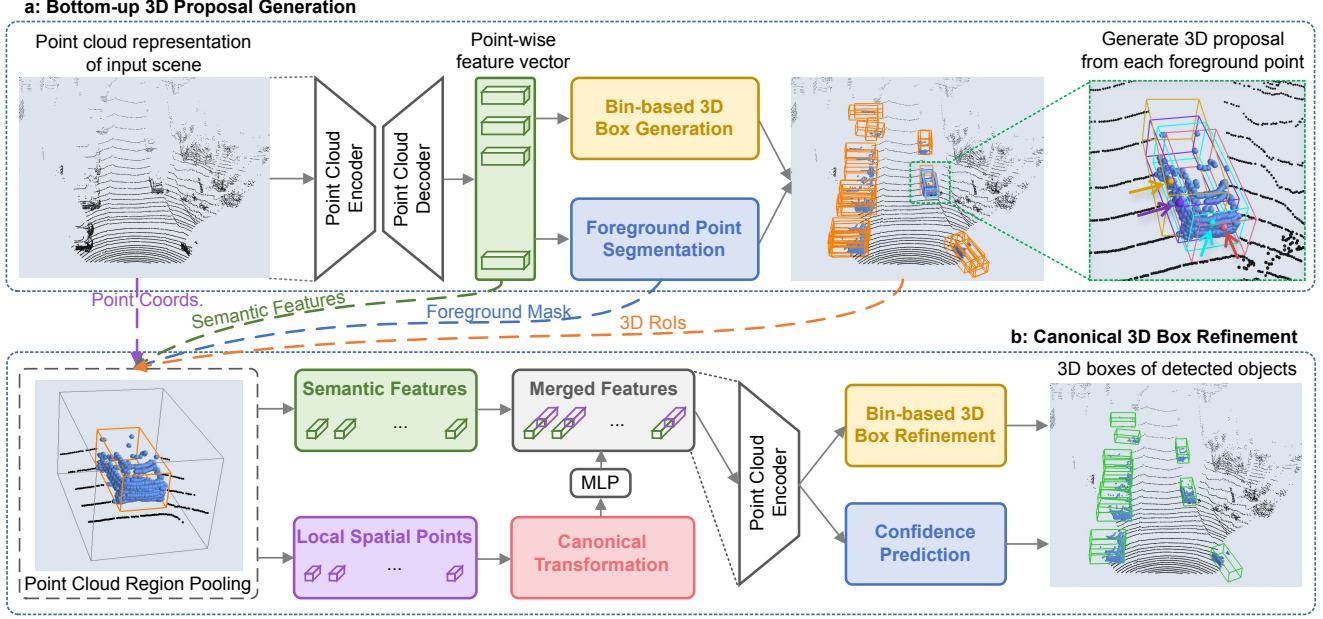 a: Bottom-up 3D Proposal Generation
Point cloud representation
of input scene
Point-wise
feature vector
Generate 3D proposal
from each foreground point
Point Cloud
Encoder
Point Cloud
Decoder
Bin-based 3D
Box Generation
Foreground Point
Segmentation
Point Coords.
Semantic Features
Foreground Mask
3D RoIs
b: Canonical 3D Box Refinement
Point Cloud Region Pooling
Semantic Features
...
Merged Features
...
MLP
Local Spatial Points
...
Canonical
Transformation
Point Cloud
Encoder
Bin-based 3D
Box Refinement
Confidence
Prediction
3D boxes of detected objects